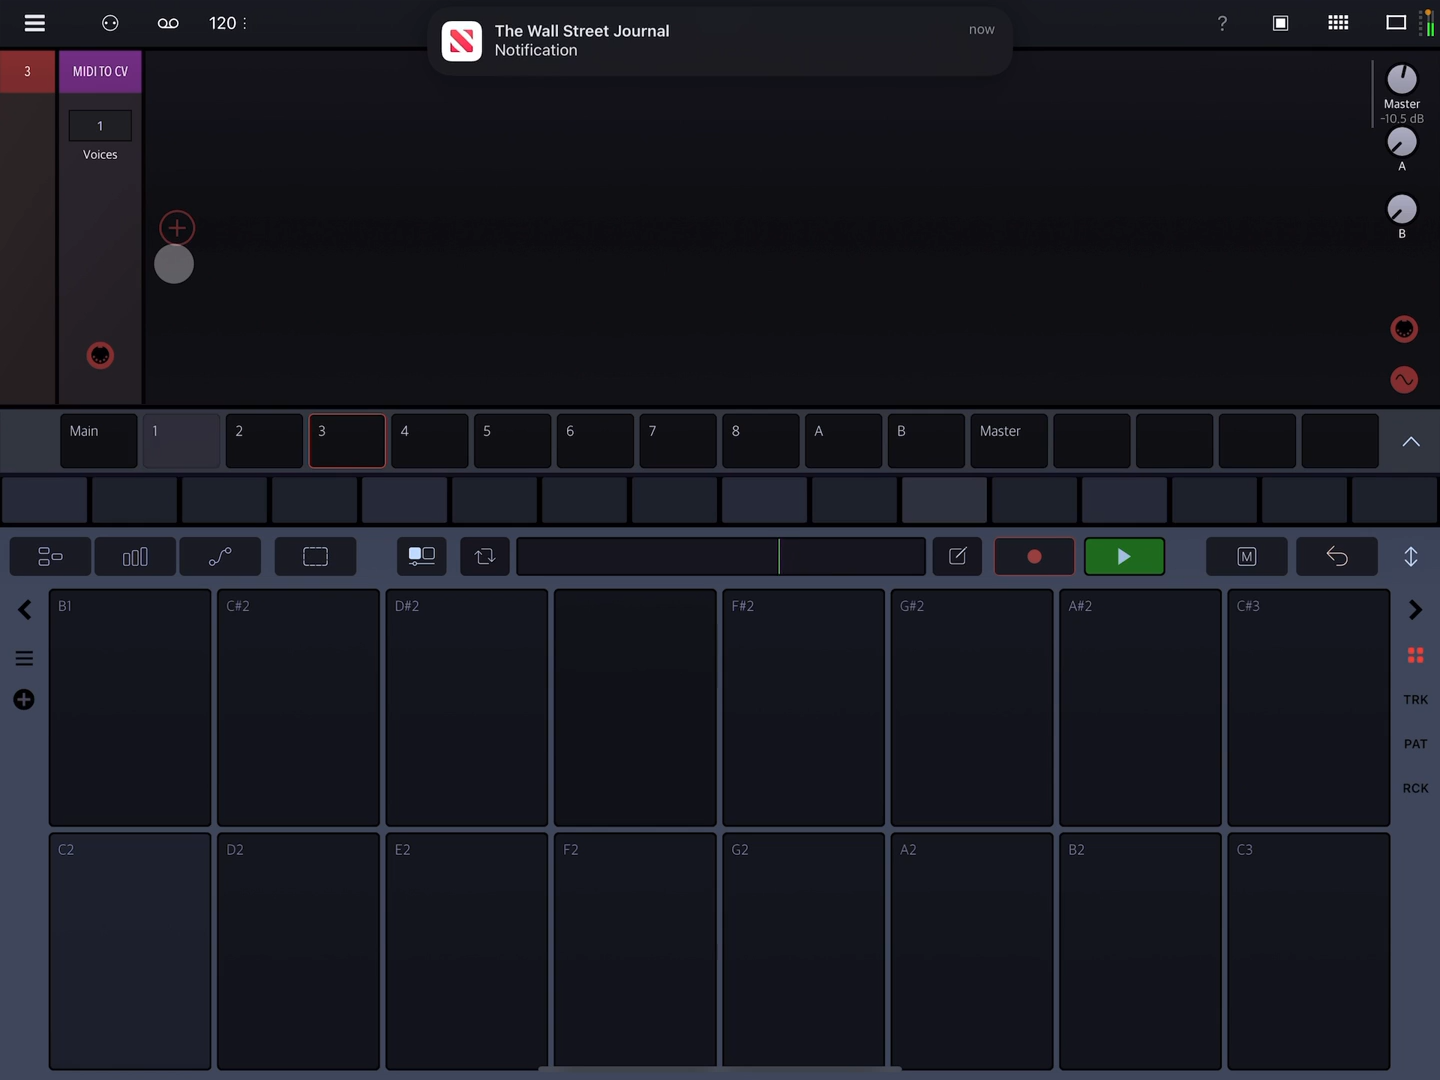 120
The Wall Street Journal
now
Notification
?
3
MIDI TO CV
1
Voices
Master
-10.5 dB
A
B
Main
1
2
3
4
5
6
7
8
A
B
Master
M
B1
C#2
D#2
F#2
G#2
A#2
C#3
TRK
PAT
RCK
C2
D2
E2
F2
G2
A2
B2
C3